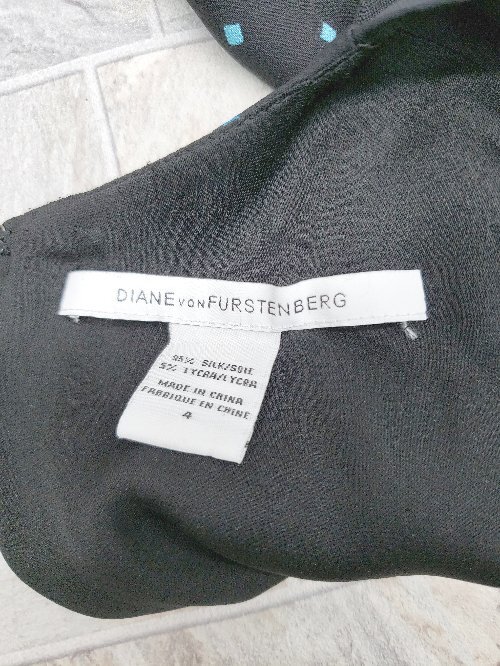 DIANE VON FURSTENBERG
95% SILK/SOIE
5% LYCRA/LYCRA
MADE IN CHINA
FABRIQUE EN CHINE
4